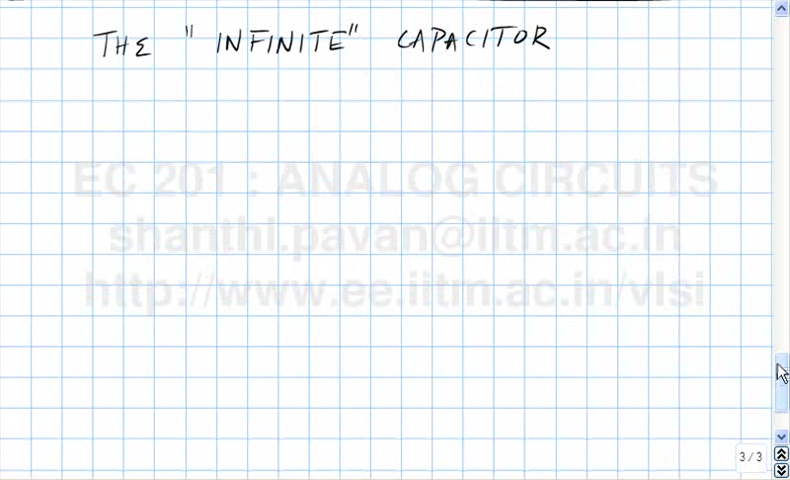 THE "INFINITE" CAPACITOR
EC 201 : ANALOG CIRCUITS
shanthi.pavan@iitm.ac.in
http://www.ee.iitm.ac.in/vlsi
3 / 3